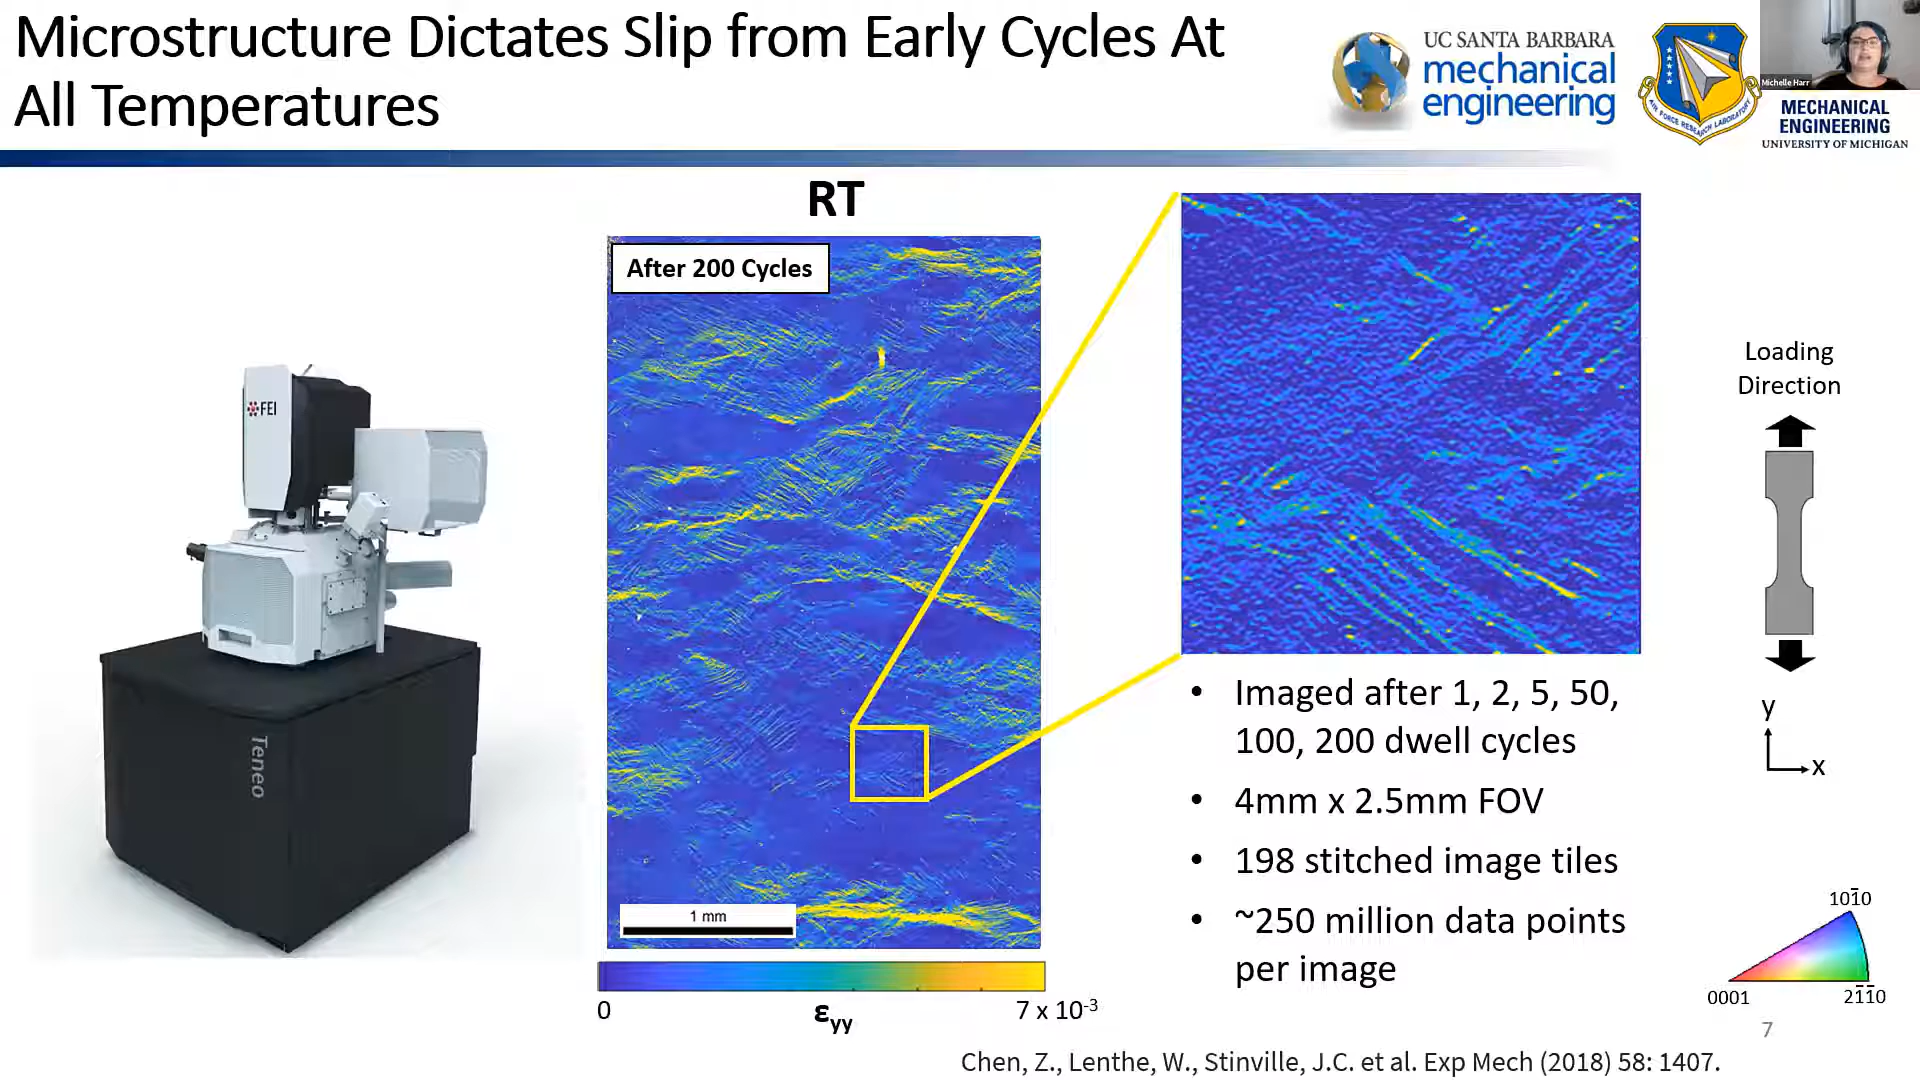 Microstructure Dictates Slip from Early Cycles At
All Temperatures
UC SANTA BARBARA
mechanical
engineering
AIR FORCE RESEARCH LABORATORY
Michelle Harr
MECHANICAL
ENGINEERING
UNIVERSITY OF MICHIGAN
RT
After 200 Cycles
FEI
Teneo
1 mm
0
7 x 10⁻³
εyy
Imaged after 1, 2, 5, 50,
100, 200 dwell cycles
4mm x 2.5mm FOV
198 stitched image tiles
~250 million data points
per image
Loading
Direction
y
x
101̅0
0001
21̅1̅0
7
Chen, Z., Lenthe, W., Stinville, J.C. et al. Exp Mech (2018) 58: 1407.